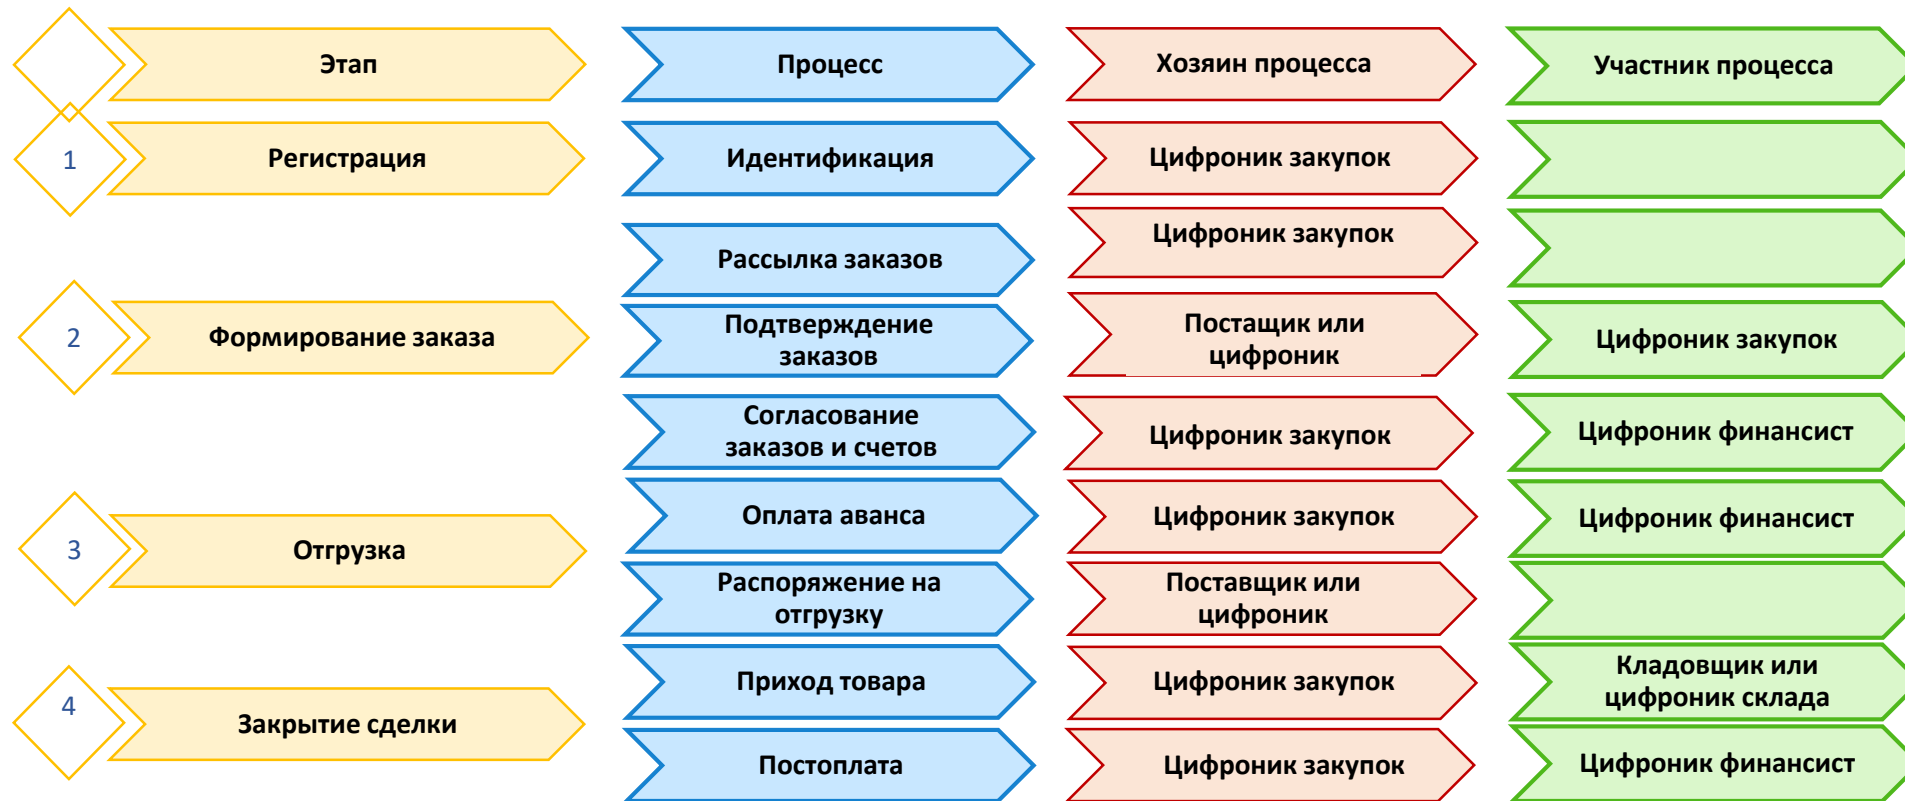 Этап
Процесс
Хозяин процесса
Участник процесса
1
Регистрация
Идентификация
Цифроник закупок
Рассылка заказов
Цифроник закупок
2
Формирование заказа
Подтверждение
заказов
Постащик или
цифроник
Цифроник закупок
Согласование
заказов и счетов
Цифроник закупок
Цифроник финансист
3
Отгрузка
Оплата аванса
Цифроник закупок
Цифроник финансист
Распоряжение на
отгрузку
Поставщик или
цифроник
4
Закрытие сделки
Приход товара
Цифроник закупок
Кладовщик или
цифроник склада
Постоплата
Цифроник закупок
Цифроник финансист